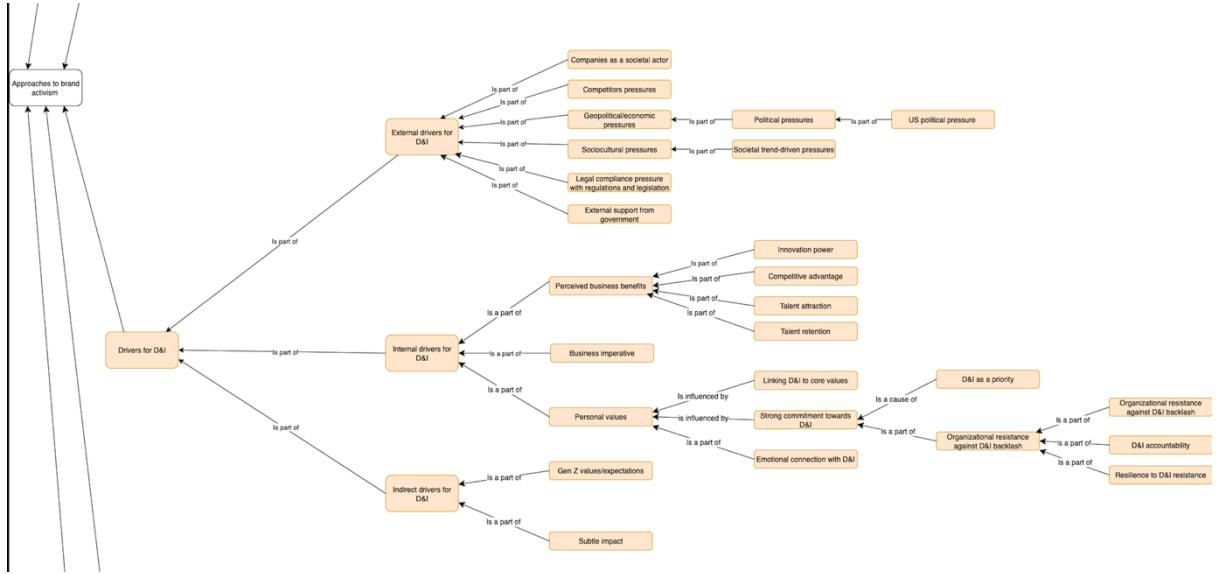 Approaches to brand
activism
Drivers for D&I
Is part of
Is part of
Is part of
External drivers for
D&I
Is part of
Is part of
Is part of
Is part of
Is part of
Is part of
Companies as a societal actor
Competitors pressures
Geopolitical/economic
pressures
Is part of
Political pressures
Is part of
US political pressure
Sociocultural pressures
Is part of
Societal trend-driven pressures
Legal compliance pressure
with regulations and legislation
External support from
government
Internal drivers for
D&I
Is a part of
Is a part of
Is a part of
Perceived business benefits
Is part of
Is part of
Is part of
Is part of
Innovation power
Competitive advantage
Talent attraction
Talent retention
Business imperative
Personal values
Is influenced by
is influenced by
Is a part of
Linking D&I to core values
Strong commitment towards
D&I
Emotional connection with D&I
Is a cause of
Is a part of
D&I as a priority
Organizational resistance
against D&I backlash
Is a part of
Is a part of
Is a part of
Organizational resistance
against D&I backlash
D&I accountability
Resilience to D&I resistance
Indirect drivers for
D&I
Is a part of
Is a part of
Gen Z values/expectations
Subtle impact